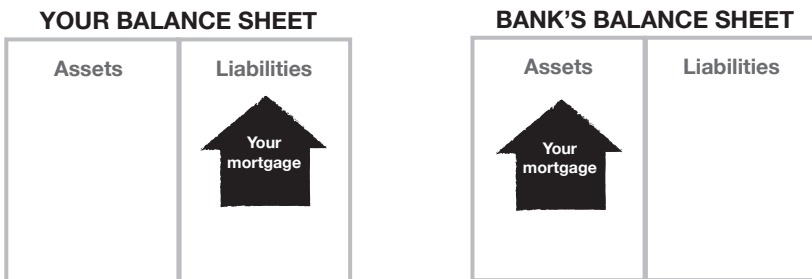 YOUR BALANCE SHEET
Assets
Liabilities
Your
mortgage
BANK'S BALANCE SHEET
Assets
Liabilities
Your
mortgage